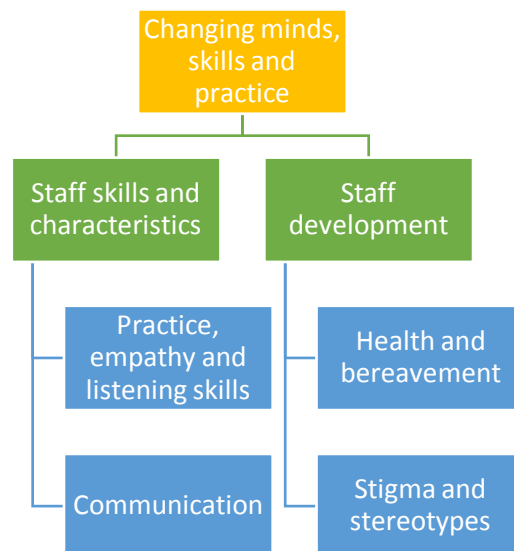 Changing minds,
skills and
practice
Staff skills and
characteristics
Staff
development
Practice,
empathy and
listening skills
Health and
bereavement
Communication
Stigma and
stereotypes